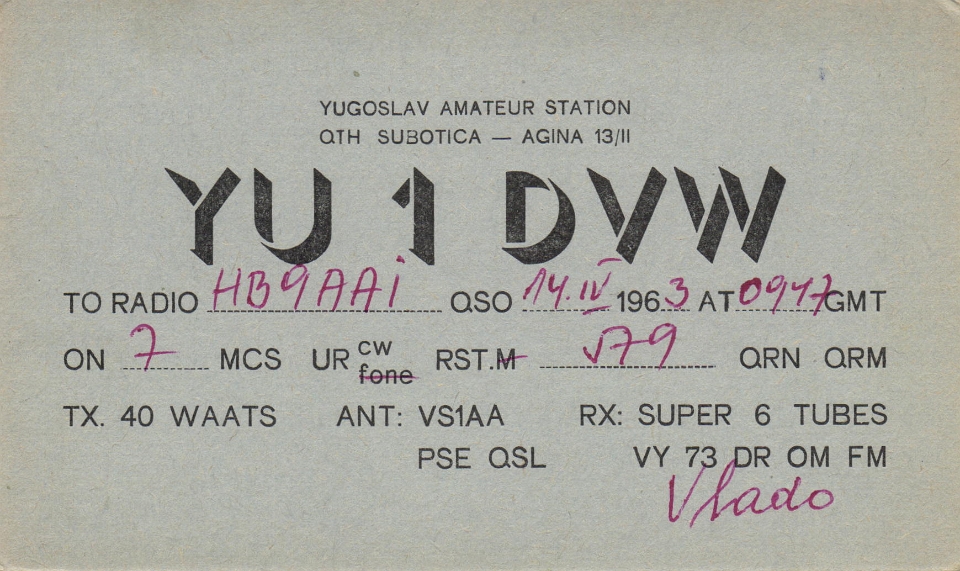 YUGOSLAV AMATEUR STATION
QTH SUBOTICA — AGINA 13/II
YU 1 DVW
TO RADIO HB9AAi QSO 14.IV 1963 AT 0947 GMT
ON 7 MCS UR CW fone RST.M 579 QRN QRM
TX. 40 WAATS ANT: VS1AA RX: SUPER 6 TUBES
PSE QSL VY 73 DR OM FM
Vlado